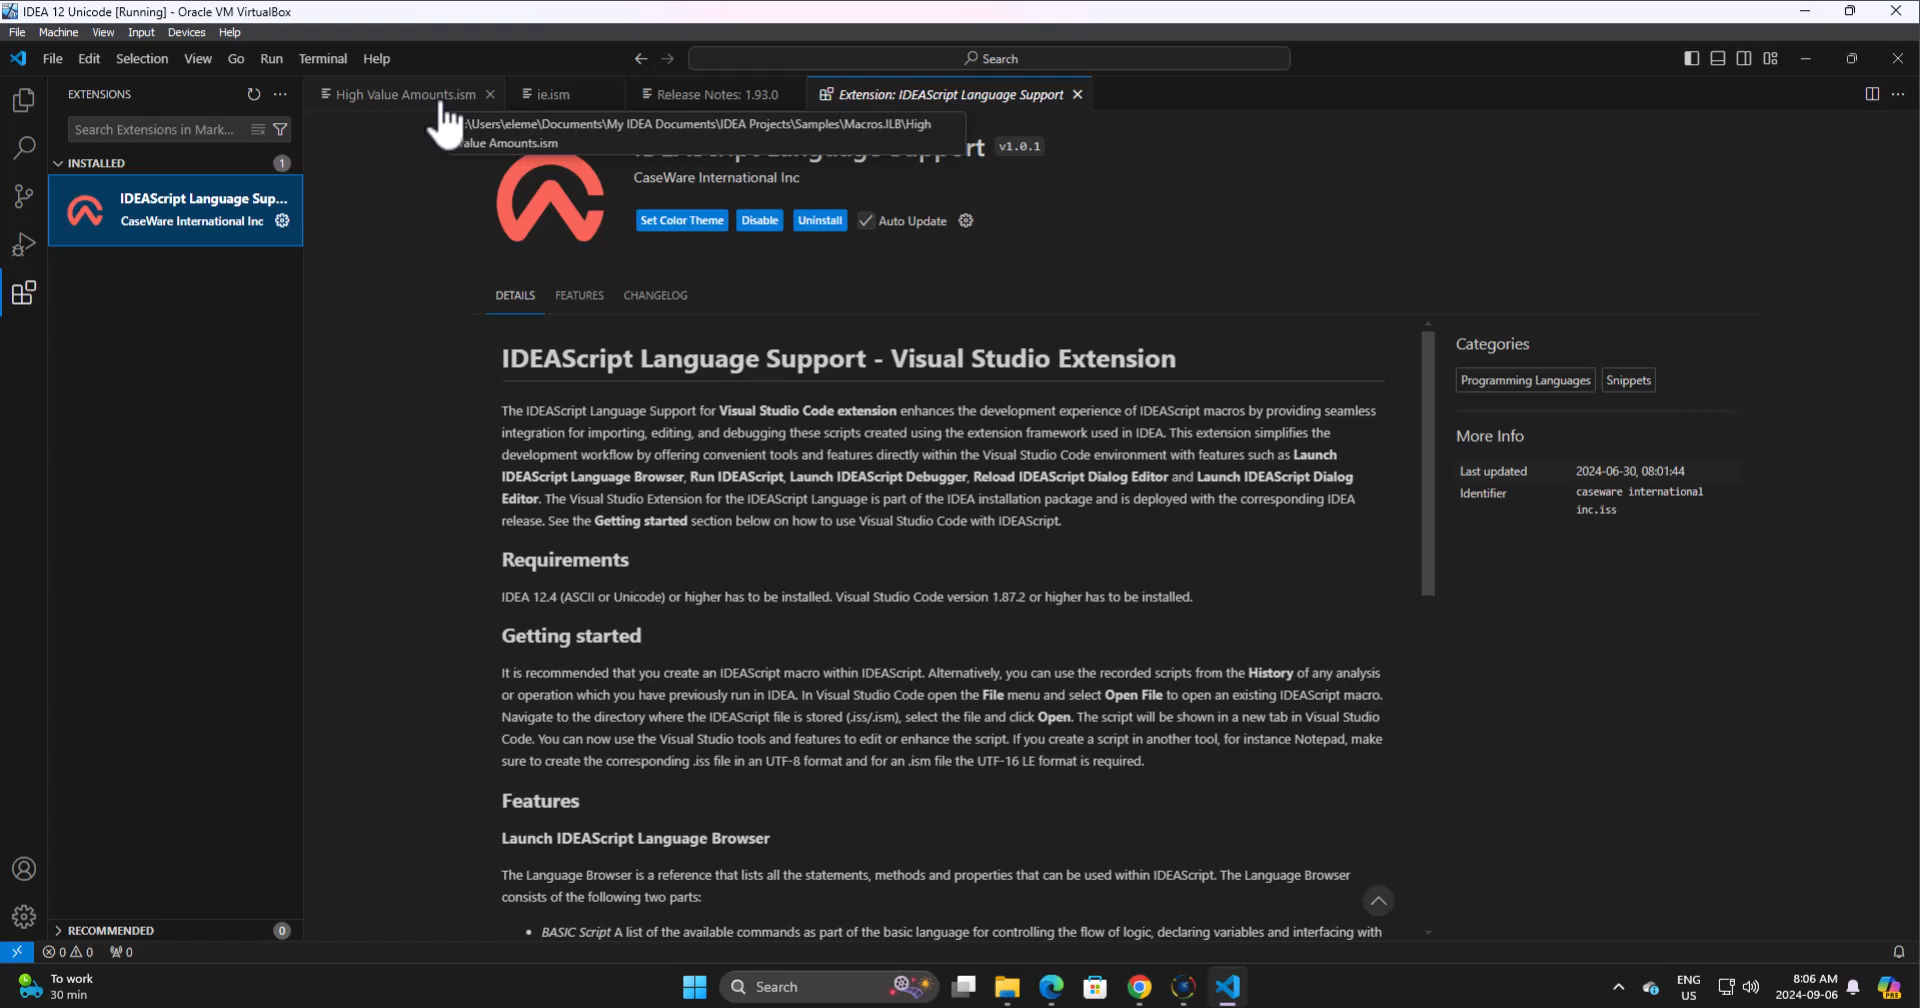 IDEA 12 Unicode [Running] - Oracle VM VirtualBox
File Machine View Input Devices Help
File Edit Selection View Go Run Terminal Help
Search
EXTENSIONS
High Value Amounts.ism
ie.ism
Release Notes: 1.93.0
Extension: IDEAScript Language Support
Search Extensions in Mark...
:\Users\eleme\Documents\My IDEA Documents\IDEA Projects\Samples\Macros.ILB\High
alue Amounts.ism
v1.0.1
INSTALLED 1
IDEAScript Language Sup...
CaseWare International Inc
CaseWare International Inc
Set Color Theme Disable Uninstall Auto Update
DETAILS FEATURES CHANGELOG
IDEAScript Language Support - Visual Studio Extension
The IDEAScript Language Support for Visual Studio Code extension enhances the development experience of IDEAScript macros by providing seamless
integration for importing, editing, and debugging these scripts created using the extension framework used in IDEA. This extension simplifies the
development workflow by offering convenient tools and features directly within the Visual Studio Code environment with features such as Launch
IDEAScript Language Browser, Run IDEAScript, Launch IDEAScript Debugger, Reload IDEAScript Dialog Editor and Launch IDEAScript Dialog
Editor. The Visual Studio Extension for the IDEAScript Language is part of the IDEA installation package and is deployed with the corresponding IDEA
release. See the Getting started section below on how to use Visual Studio Code with IDEAScript.
Requirements
IDEA 12.4 (ASCII or Unicode) or higher has to be installed. Visual Studio Code version 1.87.2 or higher has to be installed.
Getting started
It is recommended that you create an IDEAScript macro within IDEAScript. Alternatively, you can use the recorded scripts from the History of any analysis
or operation which you have previously run in IDEA. In Visual Studio Code open the File menu and select Open File to open an existing IDEAScript macro.
Navigate to the directory where the IDEAScript file is stored (.iss/.ism), select the file and click Open. The script will be shown in a new tab in Visual Studio
Code. You can now use the Visual Studio tools and features to edit or enhance the script. If you create a script in another tool, for instance Notepad, make
sure to create the corresponding .iss file in an UTF-8 format and for an .ism file the UTF-16 LE format is required.
Features
Launch IDEAScript Language Browser
The Language Browser is a reference that lists all the statements, methods and properties that can be used within IDEAScript. The Language Browser
consists of the following two parts:
• BASIC Script A list of the available commands as part of the basic language for controlling the flow of logic, declaring variables and interfacing with
Categories
Programming Languages Snippets
More Info
Last updated 2024-06-30, 08:01:44
Identifier caseware international
inc.iss
RECOMMENDED 0
0 0 0
To work
30 min
Search
ENG
US
8:06 AM
2024-09-06
PRE